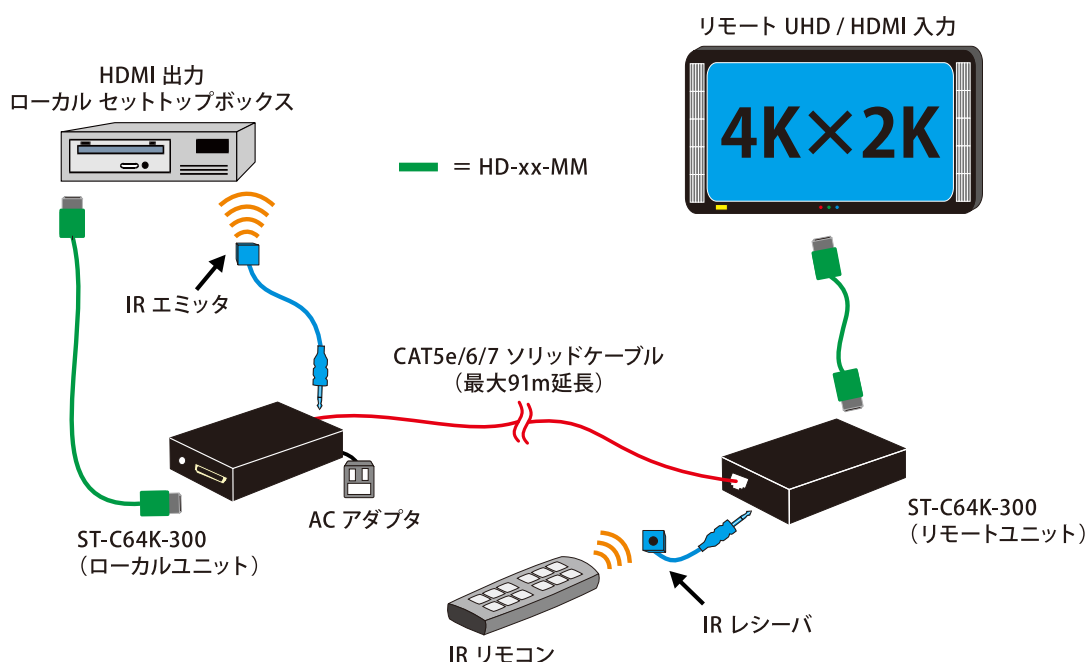 リモート UHD / HDMI 入力
HDMI 出力
ローカル セットトップボックス
4K×2K
= HD-xx-MM
IR エミッタ
CAT5e/6/7 ソリッドケーブル
（最大91m延長）
AC アダプタ
ST-C64K-300
（ローカルユニット）
ST-C64K-300
（リモートユニット）
IR レシーバ
IR リモコン